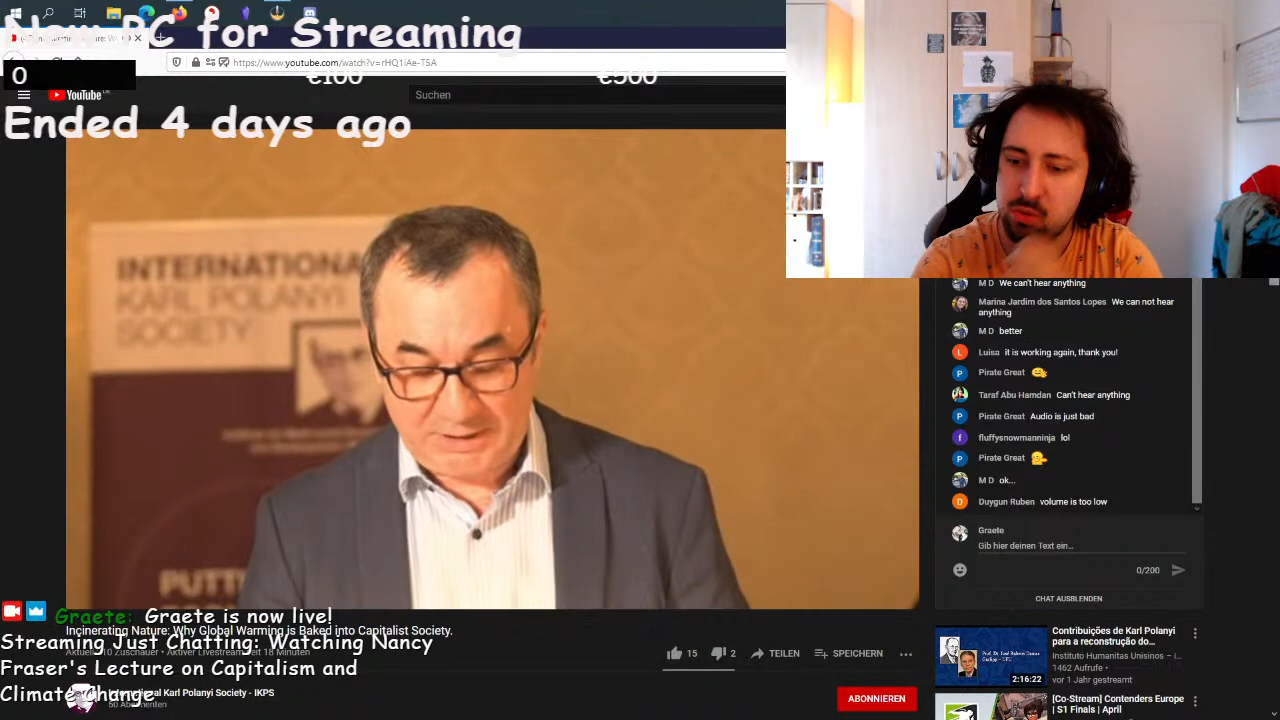 New PC for Streaming
https://www.youtube.com/watch?v=rHQ1iAe-T5A
0
€100
€500
YouTube
DE
Suchen
Ended 4 days ago
INTERNATIONAL
KARL POLANYI
SOCIETY
M D We can't hear anything
Marina Jardim dos Santos Lopes We can not hear
anything
M D better
Luisa it is working again, thank you!
Pirate Great
Taraf Abu Hamdan Can't hear anything
Pirate Great Audio is just bad
fluffysnowmanninja lol
Pirate Great
M D ok...
Duygun Ruben volume is too low
Graete
Gib hier deinen Text ein...
0/200
CHAT AUSBLENDEN
Graete: Graete is now live!
Incinerating Nature: Why Global Warming is Baked into Capitalist Society.
Streaming Just Chatting: Watching Nancy
Fraser's Lecture on Capitalism and
Climate Change
15
2
TEILEN
SPEICHERN
International Karl Polanyi Society - IKPS
50 Abonnenten
ABONNIEREN
Contribuições de Karl Polanyi
para a reconstrução do...
Instituto Humanitas Unisinos – i...
1462 Aufrufe •
vor 1 Jahr gestreamt
2:16:22
[Co-Stream] Contenders Europe
| S1 Finals | April